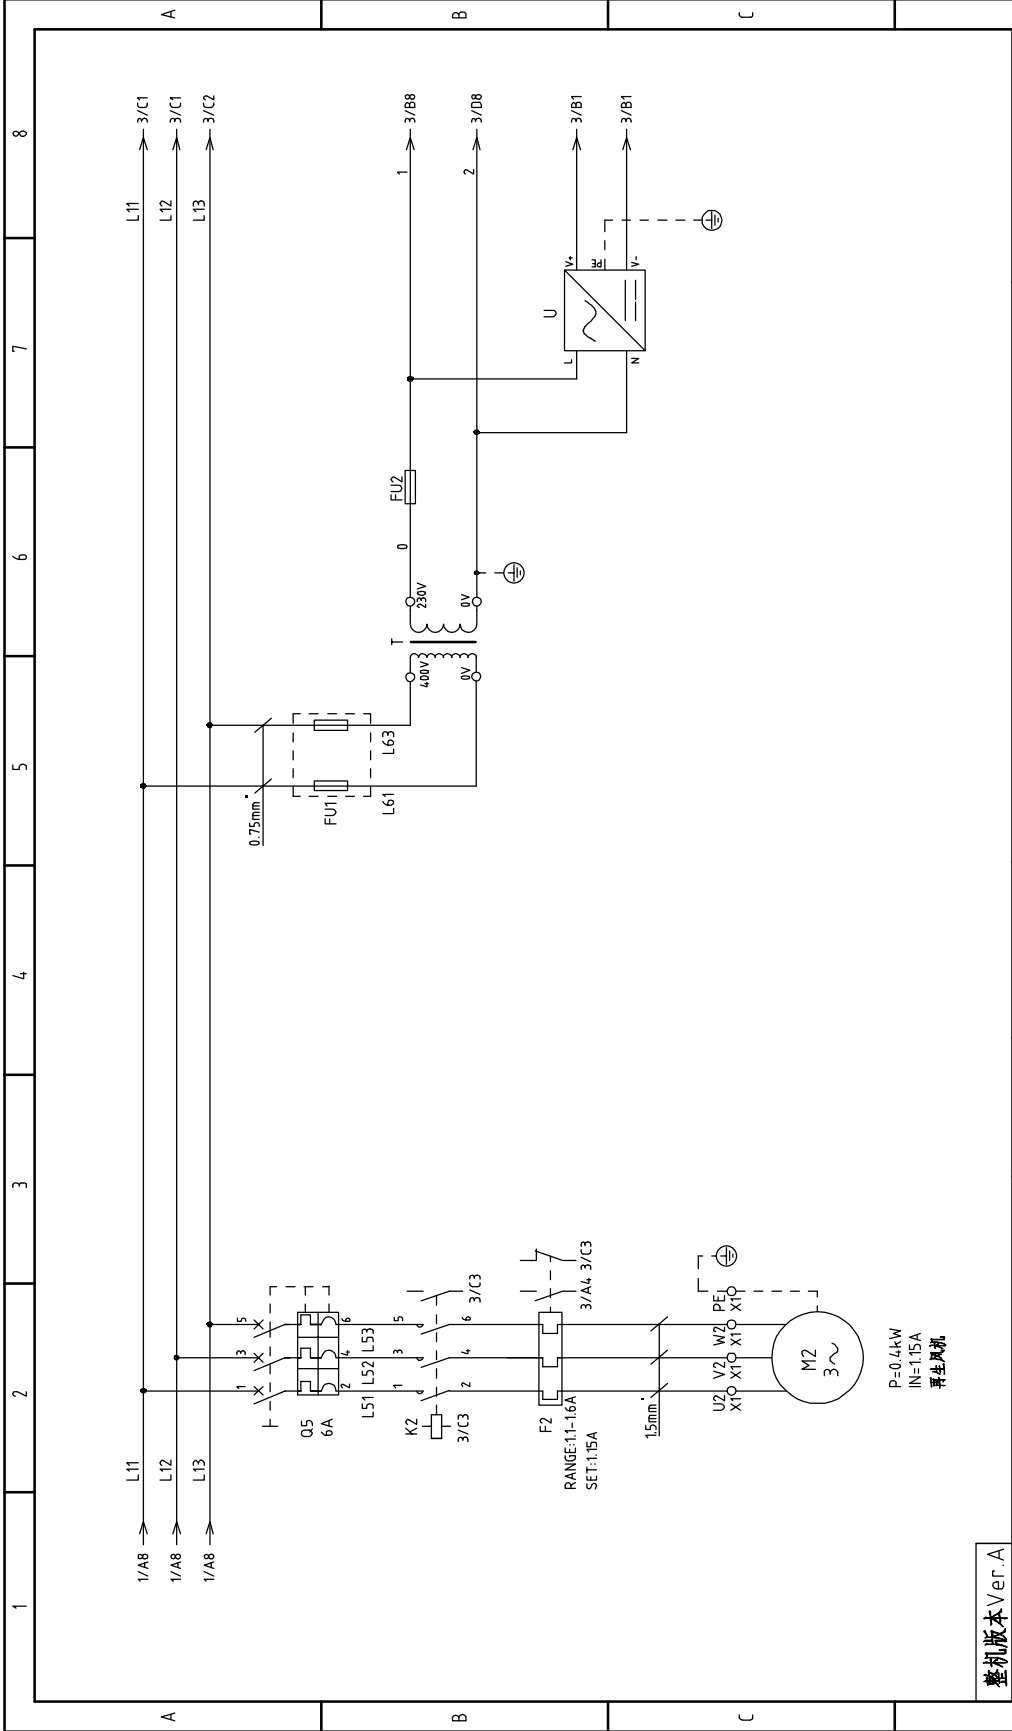 1
2
3
4
5
6
7
8
A
B
C
A
B
C
1/A8
L11
L11
3/C1
1/A8
L12
L12
3/C1
1/A8
L13
L13
3/C2
1
3
5
Q5
6A
2
4
6
L51
L52
L53
K2
1
3
5
3/C3
2
4
6
3/C3
F2
RANGE:1.1-1.6A
SET:1.15A
3/A4
3/C3
1.5mm
U2
V2
W2
PE
X1
X1
X1
X1
M2
3~
P=0.4kW
IN=1.15A
再生风机
0.75mm
FU1
L61
L63
T
400V
0V
230V
0V
0
FU2
1
3/B8
2
3/D8
U
L
N
V+
PE
V-
3/B1
3/B1
整机版本Ver.A